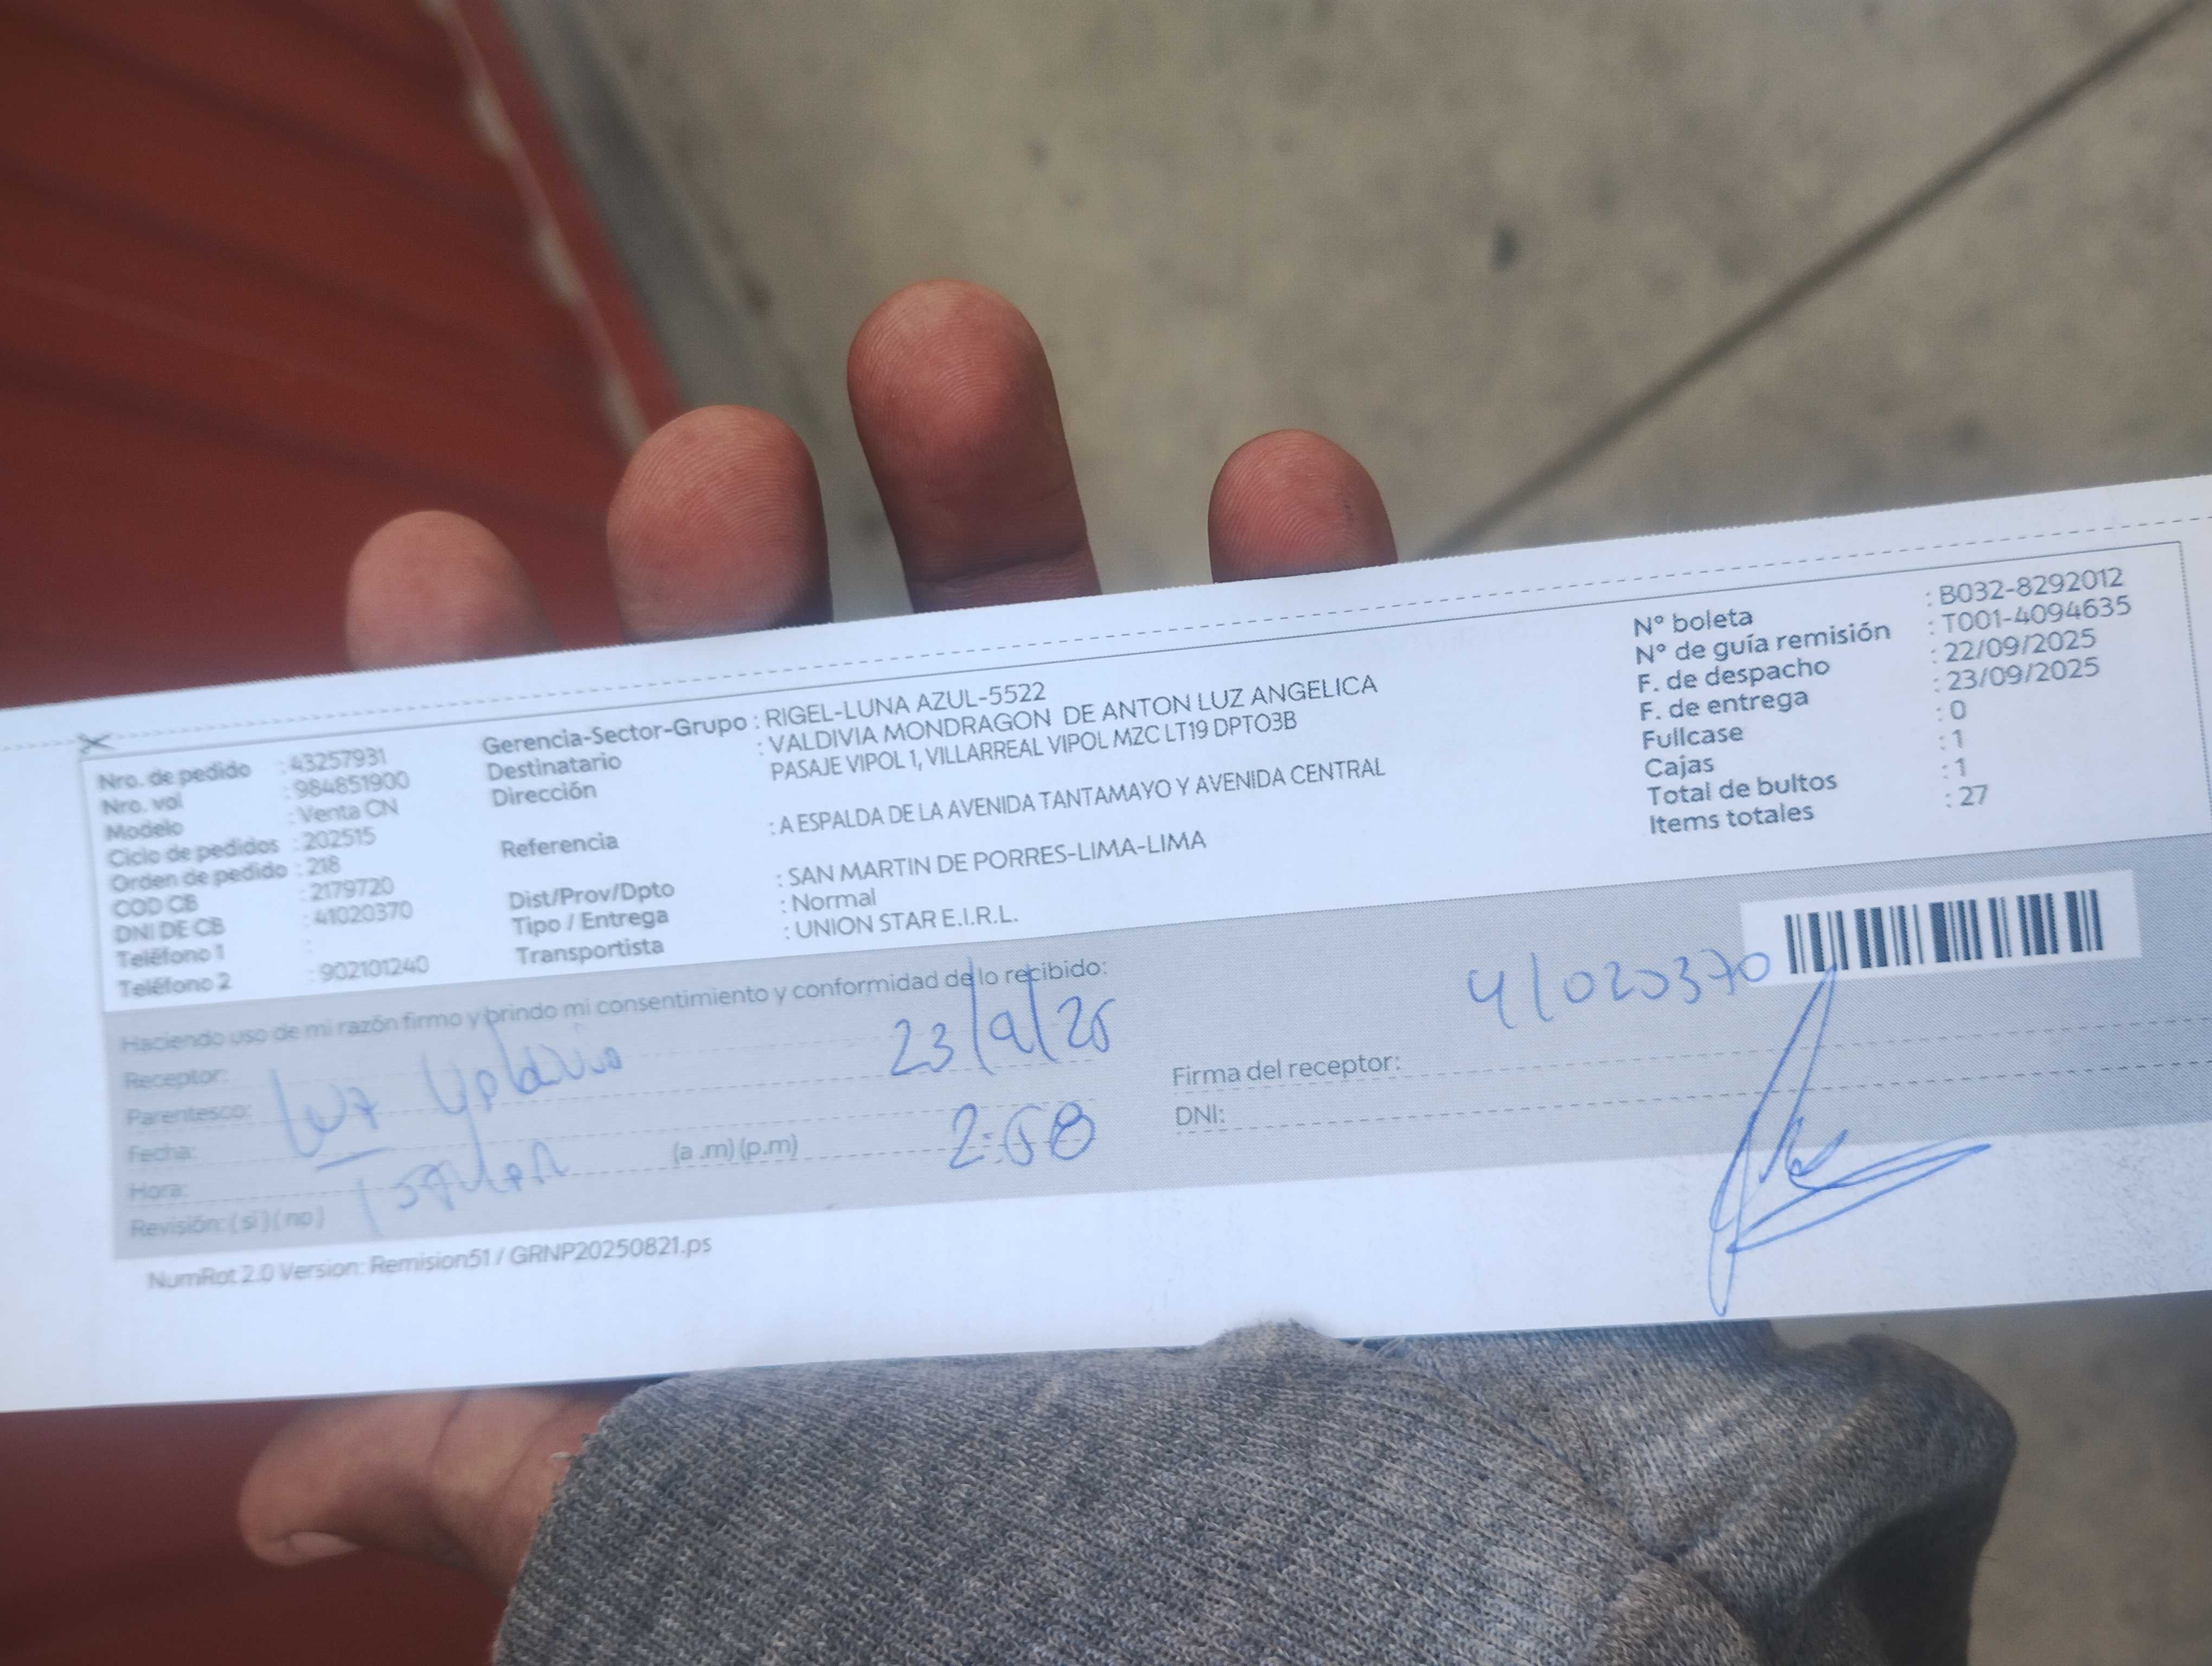 Nro. de pedido : 43257931
Nro. vol : 984851900
Modelo : Venta CN
Ciclo de pedidos : 202515
Orden de pedido : 218
COD CB : 2179720
DNI DE CB : 41020370
Teléfono 1 :
Teléfono 2 : 902101240
Gerencia-Sector-Grupo : RIGEL-LUNA AZUL-5522
Destinatario : VALDIVIA MONDRAGON DE ANTON LUZ ANGELICA
Dirección PASAJE VIPOL 1, VILLARREAL VIPOL MZC LT19 DPTO3B
Referencia : A ESPALDA DE LA AVENIDA TANTAMAYO Y AVENIDA CENTRAL
Dist/Prov/Dpto : SAN MARTIN DE PORRES-LIMA-LIMA
Tipo / Entrega : Normal
Transportista : UNION STAR E.I.R.L.
N° boleta : B032-8292012
N° de guía remisión : T001-4094635
F. de despacho : 22/09/2025
F. de entrega : 23/09/2025
Fullcase : 0
Cajas : 1
Total de bultos : 1
Items totales : 27
Haciendo uso de mi razón firmo y brindo mi consentimiento y conformidad de lo recibido:
Receptor: Luz Valdivia
Parentesco:
Fecha: 23/9/25
Hora: (a .m) (p.m) 2:58
Revisión: ( si ) ( no )
41020370
Firma del receptor:
DNI:
NumRot 2.0 Version: Remision51 / GRNP20250821.ps